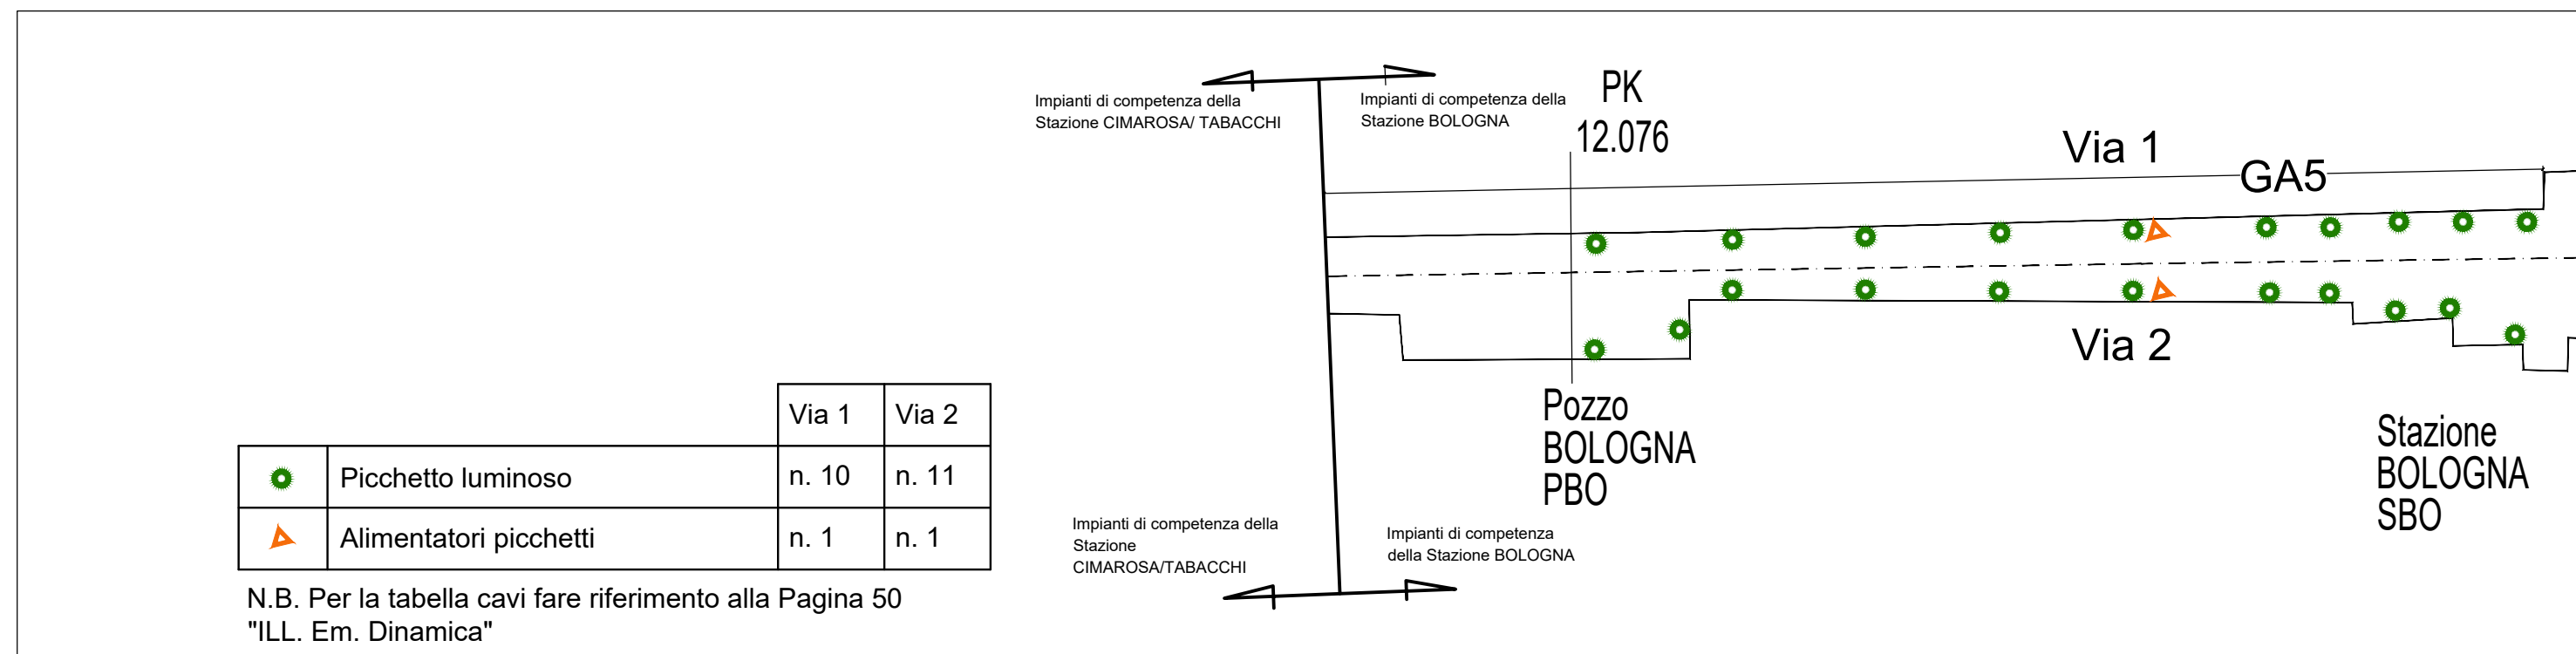 Impianti di competenza della
Stazione CIMAROSA/ TABACCHI
Impianti di competenza della
Stazione BOLOGNA
PK
12.076
Via 1
GA5
Via 2
Pozzo
BOLOGNA
PBO
Stazione
BOLOGNA
SBO
Via 1 Via 2
Picchetto luminoso n. 10 n. 11
Alimentatori picchetti n. 1 n. 1
N.B. Per la tabella cavi fare riferimento alla Pagina 50
"ILL. Em. Dinamica"
Impianti di competenza della
Stazione
CIMAROSA/TABACCHI
Impianti di competenza
della Stazione BOLOGNA